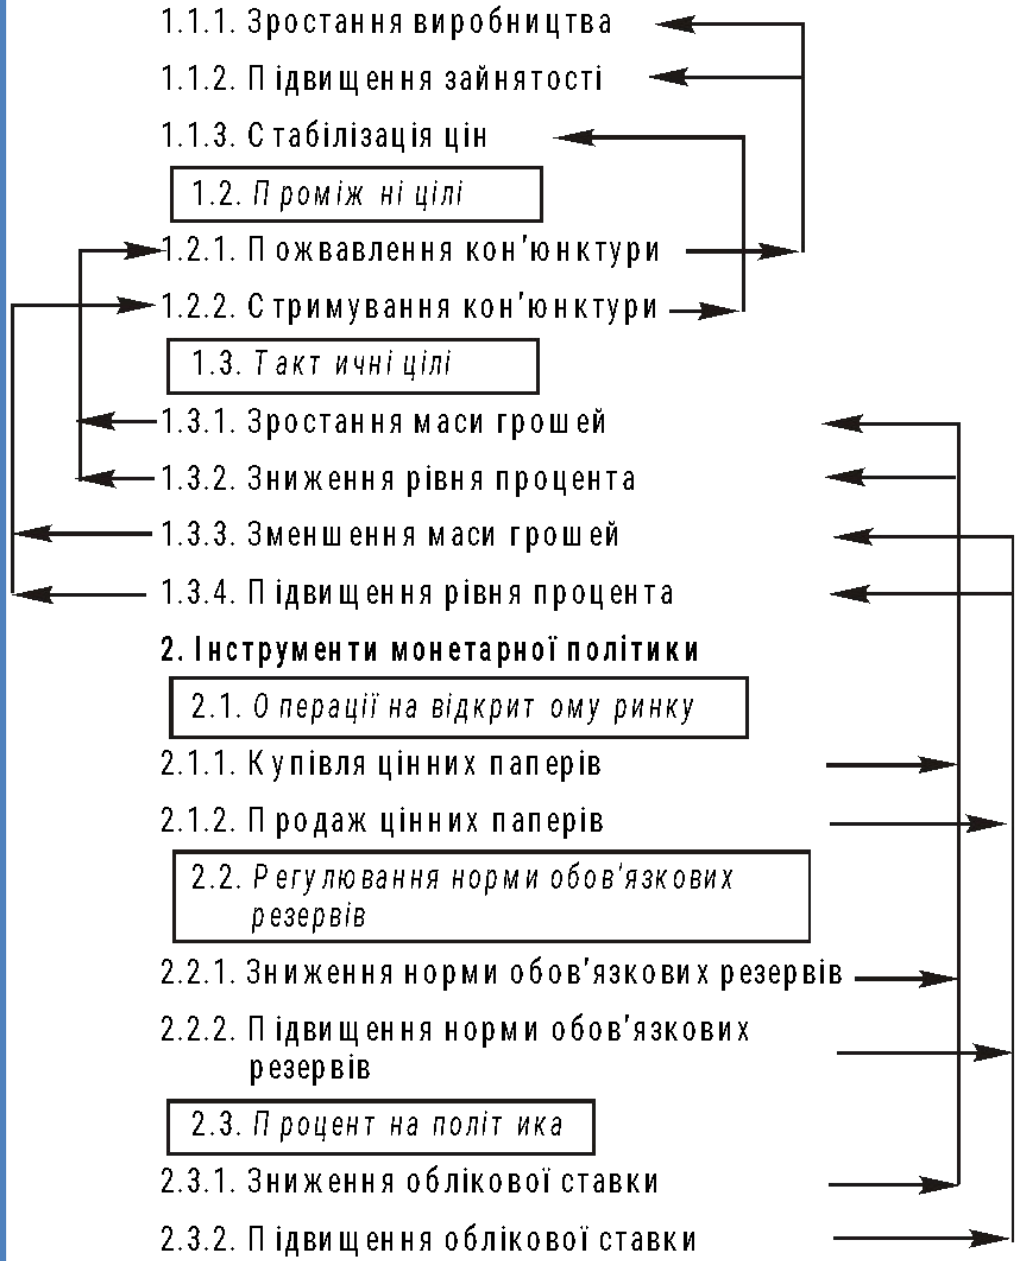 1.1.1. Зростання виробництва
1.1.2. Підвищення зайнятості
1.1.3. Стабілізація цін
1.2. Проміжні цілі
1.2.1. Пожвавлення кон'юнктури
1.2.2. Стримування кон'юнктури
1.3. Тактичні цілі
1.3.1. Зростання маси грошей
1.3.2. Зниження рівня процента
1.3.3. Зменшення маси грошей
1.3.4. Підвищення рівня процента
2. Інструменти монетарної політики
2.1. Операції на відкритому ринку
2.1.1. Купівля цінних паперів
2.1.2. Продаж цінних паперів
2.2. Регулювання норми обов'язкових
резервів
2.2.1. Зниження норми обов'язкових резервів
2.2.2. Підвищення норми обов'язкових
резервів
2.3. Процентна політика
2.3.1. Зниження облікової ставки
2.3.2. Підвищення облікової ставки